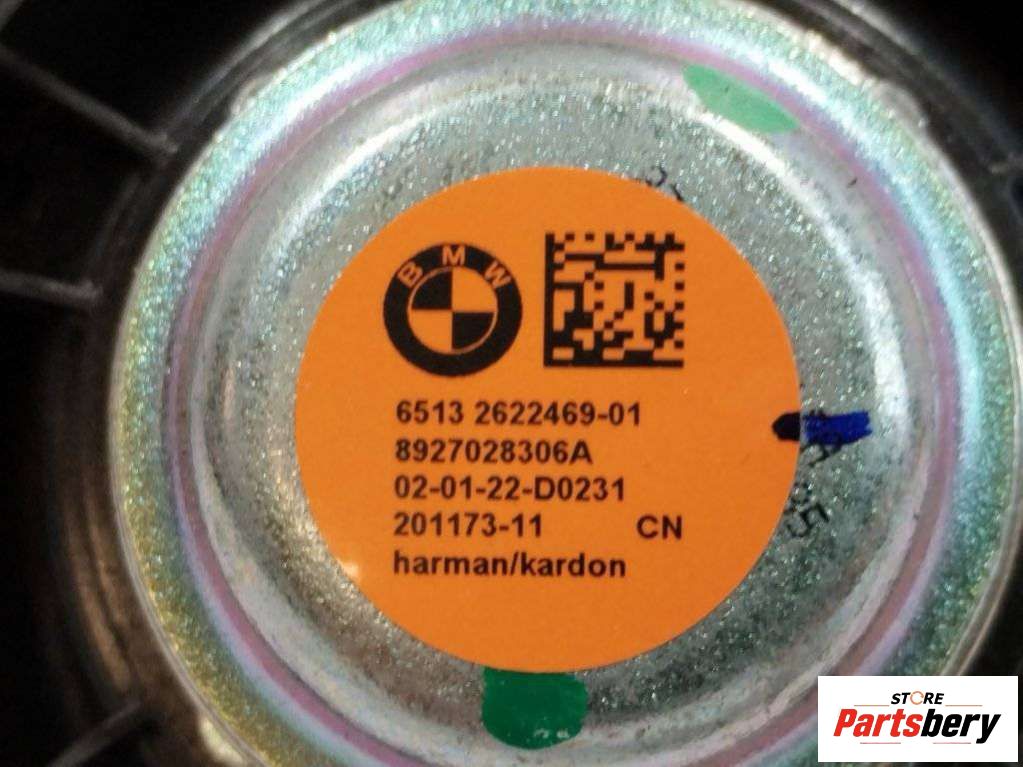 BMW
6513 2622469-01
8927028306A
02-01-22-D0231
201173-11 CN
harman/kardon
STORE
Partsbery